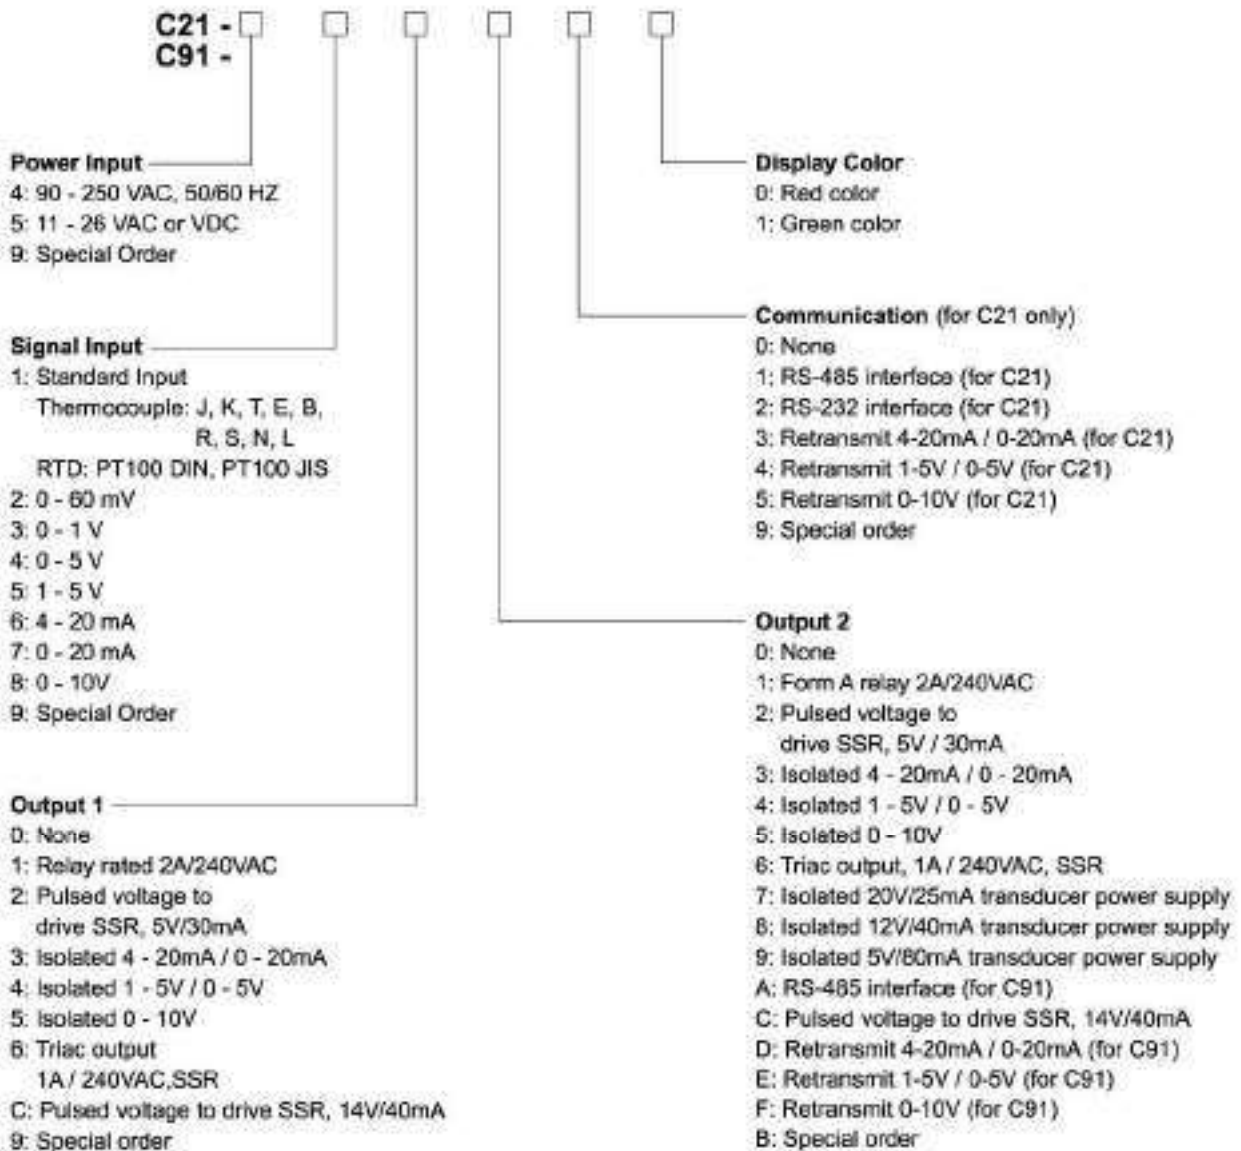 C21 -
C91 -
Power Input
4: 90 - 250 VAC, 50/60 HZ
5: 11 - 26 VAC or VDC
9: Special Order
Signal Input
1: Standard Input
Thermocouple: J, K, T, E, B,
R, S, N, L
RTD: PT100 DIN, PT100 JIS
2: 0 - 60 mV
3: 0 - 1 V
4: 0 - 5 V
5: 1 - 5 V
6: 4 - 20 mA
7: 0 - 20 mA
8: 0 - 10V
9: Special Order
Output 1
0: None
1: Relay rated 2A/240VAC
2: Pulsed voltage to
drive SSR, 5V/30mA
3: Isolated 4 - 20mA / 0 - 20mA
4: Isolated 1 - 5V / 0 - 5V
5: Isolated 0 - 10V
6: Triac output
1A / 240VAC,SSR
C: Pulsed voltage to drive SSR, 14V/40mA
9: Special order
Display Color
0: Red color
1: Green color
Communication (for C21 only)
0: None
1: RS-485 interface (for C21)
2: RS-232 interface (for C21)
3: Retransmit 4-20mA / 0-20mA (for C21)
4: Retransmit 1-5V / 0-5V (for C21)
5: Retransmit 0-10V (for C21)
9: Special order
Output 2
0: None
1: Form A relay 2A/240VAC
2: Pulsed voltage to
drive SSR, 5V / 30mA
3: Isolated 4 - 20mA / 0 - 20mA
4: Isolated 1 - 5V / 0 - 5V
5: Isolated 0 - 10V
6: Triac output, 1A / 240VAC, SSR
7: Isolated 20V/25mA transducer power supply
8: Isolated 12V/40mA transducer power supply
9: Isolated 5V/80mA transducer power supply
A: RS-485 interface (for C91)
C: Pulsed voltage to drive SSR, 14V/40mA
D: Retransmit 4-20mA / 0-20mA (for C91)
E: Retransmit 1-5V / 0-5V (for C91)
F: Retransmit 0-10V (for C91)
B: Special order